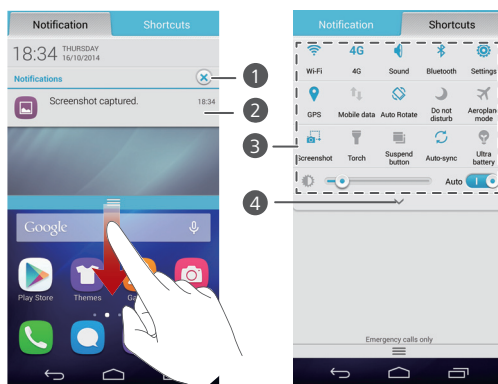 Notification Shortcuts
18:34 THURSDAY
16/10/2014
Notifications
Screenshot captured. 18:34
Google
Play Store Themes Ga
1
2
3
4
Notification Shortcuts
4G
Wi-Fi 4G Sound Bluetooth Settings
GPS Mobile data Auto Rotate Do not disturb Aeroplane mode
Screenshot Torch Suspend button Auto-sync Ultra battery
Auto
Emergency calls only